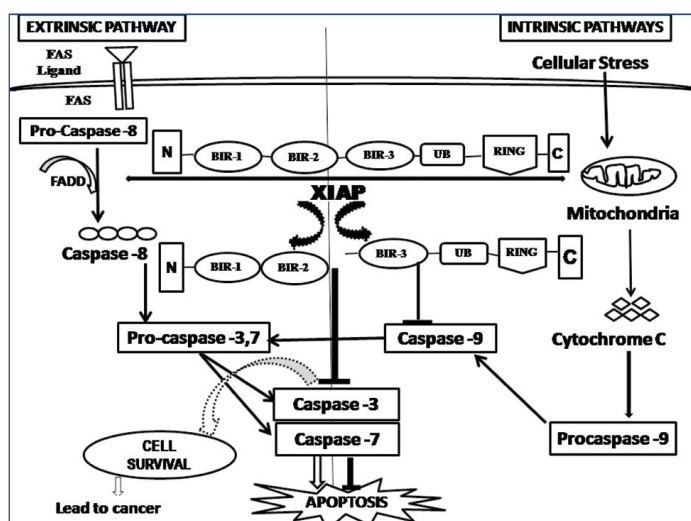 EXTRINSIC PATHWAY
INTRINSIC PATHWAYS
FAS
Ligand
FAS
Cellular Stress
Pro-Caspase -8
N
BIR-1
BIR-2
BIR-3
UB
RING
C
FADD
XIAP
Mitochondria
Caspase -8
N
BIR-1
BIR-2
BIR-3
UB
RING
C
Pro-caspase -3,7
Caspase -9
Cytochrome C
Caspase -3
Caspase -7
Procaspase -9
CELL
SURVIVAL
Lead to cancer
APOPTOSIS